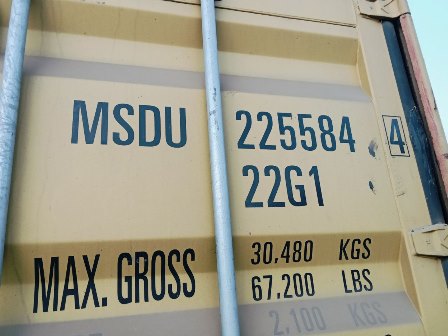 MSDU 225584 4
22G1
MAX. GROSS 30,480 KGS
67,200 LBS
2,100 KGS